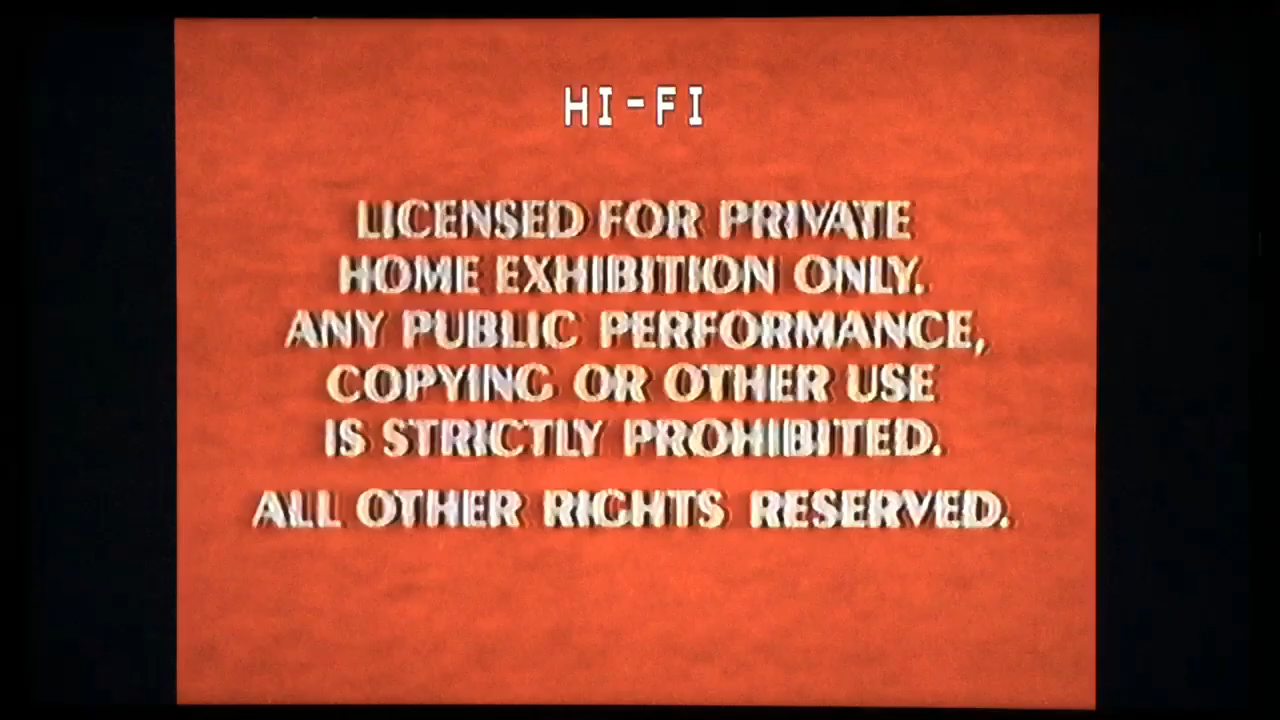 HI-FI
LICENSED FOR PRIVATE
HOME EXHIBITION ONLY.
ANY PUBLIC PERFORMANCE,
COPYING OR OTHER USE
IS STRICTLY PROHIBITED.
ALL OTHER RIGHTS RESERVED.